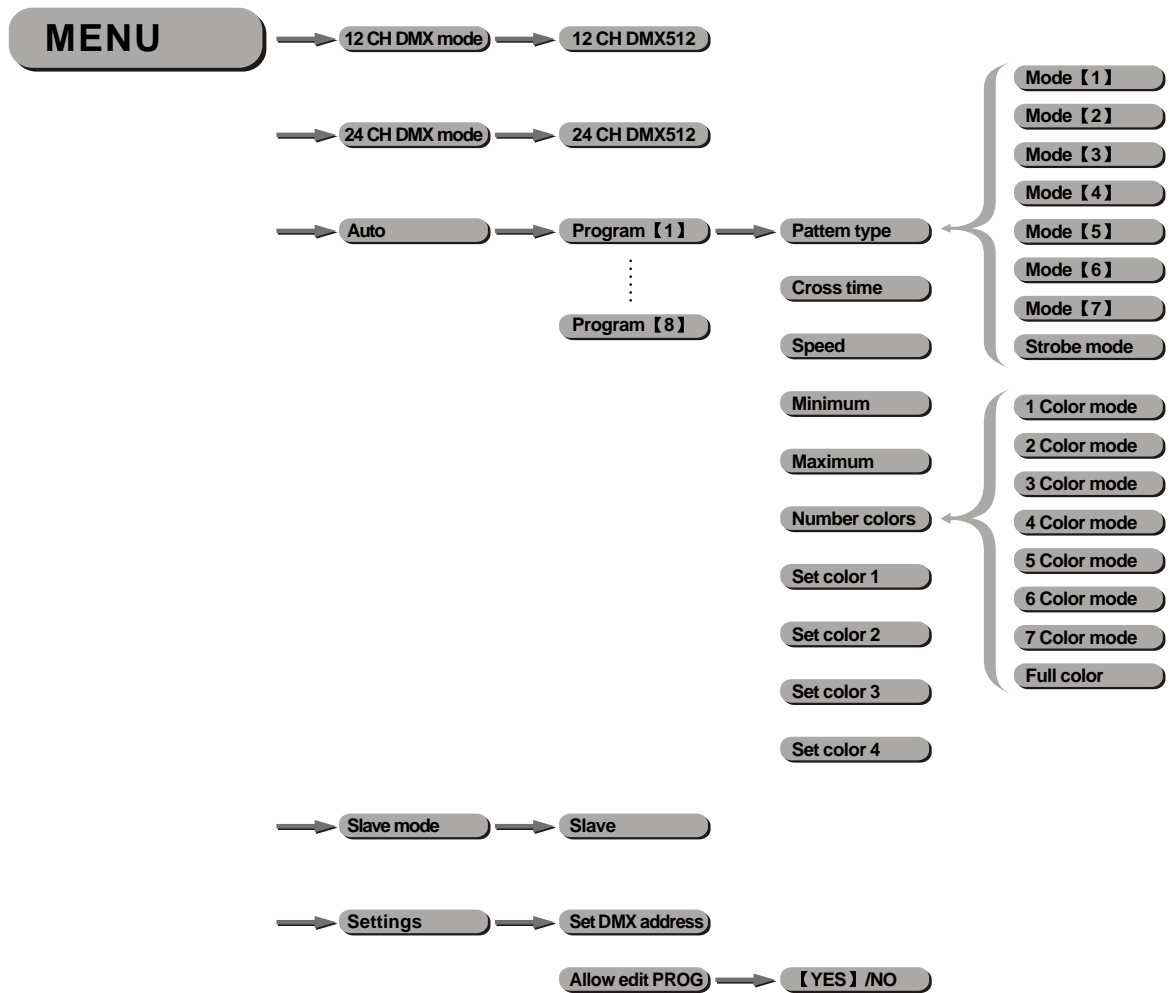 MENU
12 CH DMX mode
12 CH DMX512
24 CH DMX mode
24 CH DMX512
Auto
Program【1】
Program【8】
Pattem type
Cross time
Speed
Minimum
Maximum
Number colors
Set color 1
Set color 2
Set color 3
Set color 4
Mode【1】
Mode【2】
Mode【3】
Mode【4】
Mode【5】
Mode【6】
Mode【7】
Strobe mode
1 Color mode
2 Color mode
3 Color mode
4 Color mode
5 Color mode
6 Color mode
7 Color mode
Full color
Slave mode
Slave
Settings
Set DMX address
Allow edit PROG
【YES】/NO